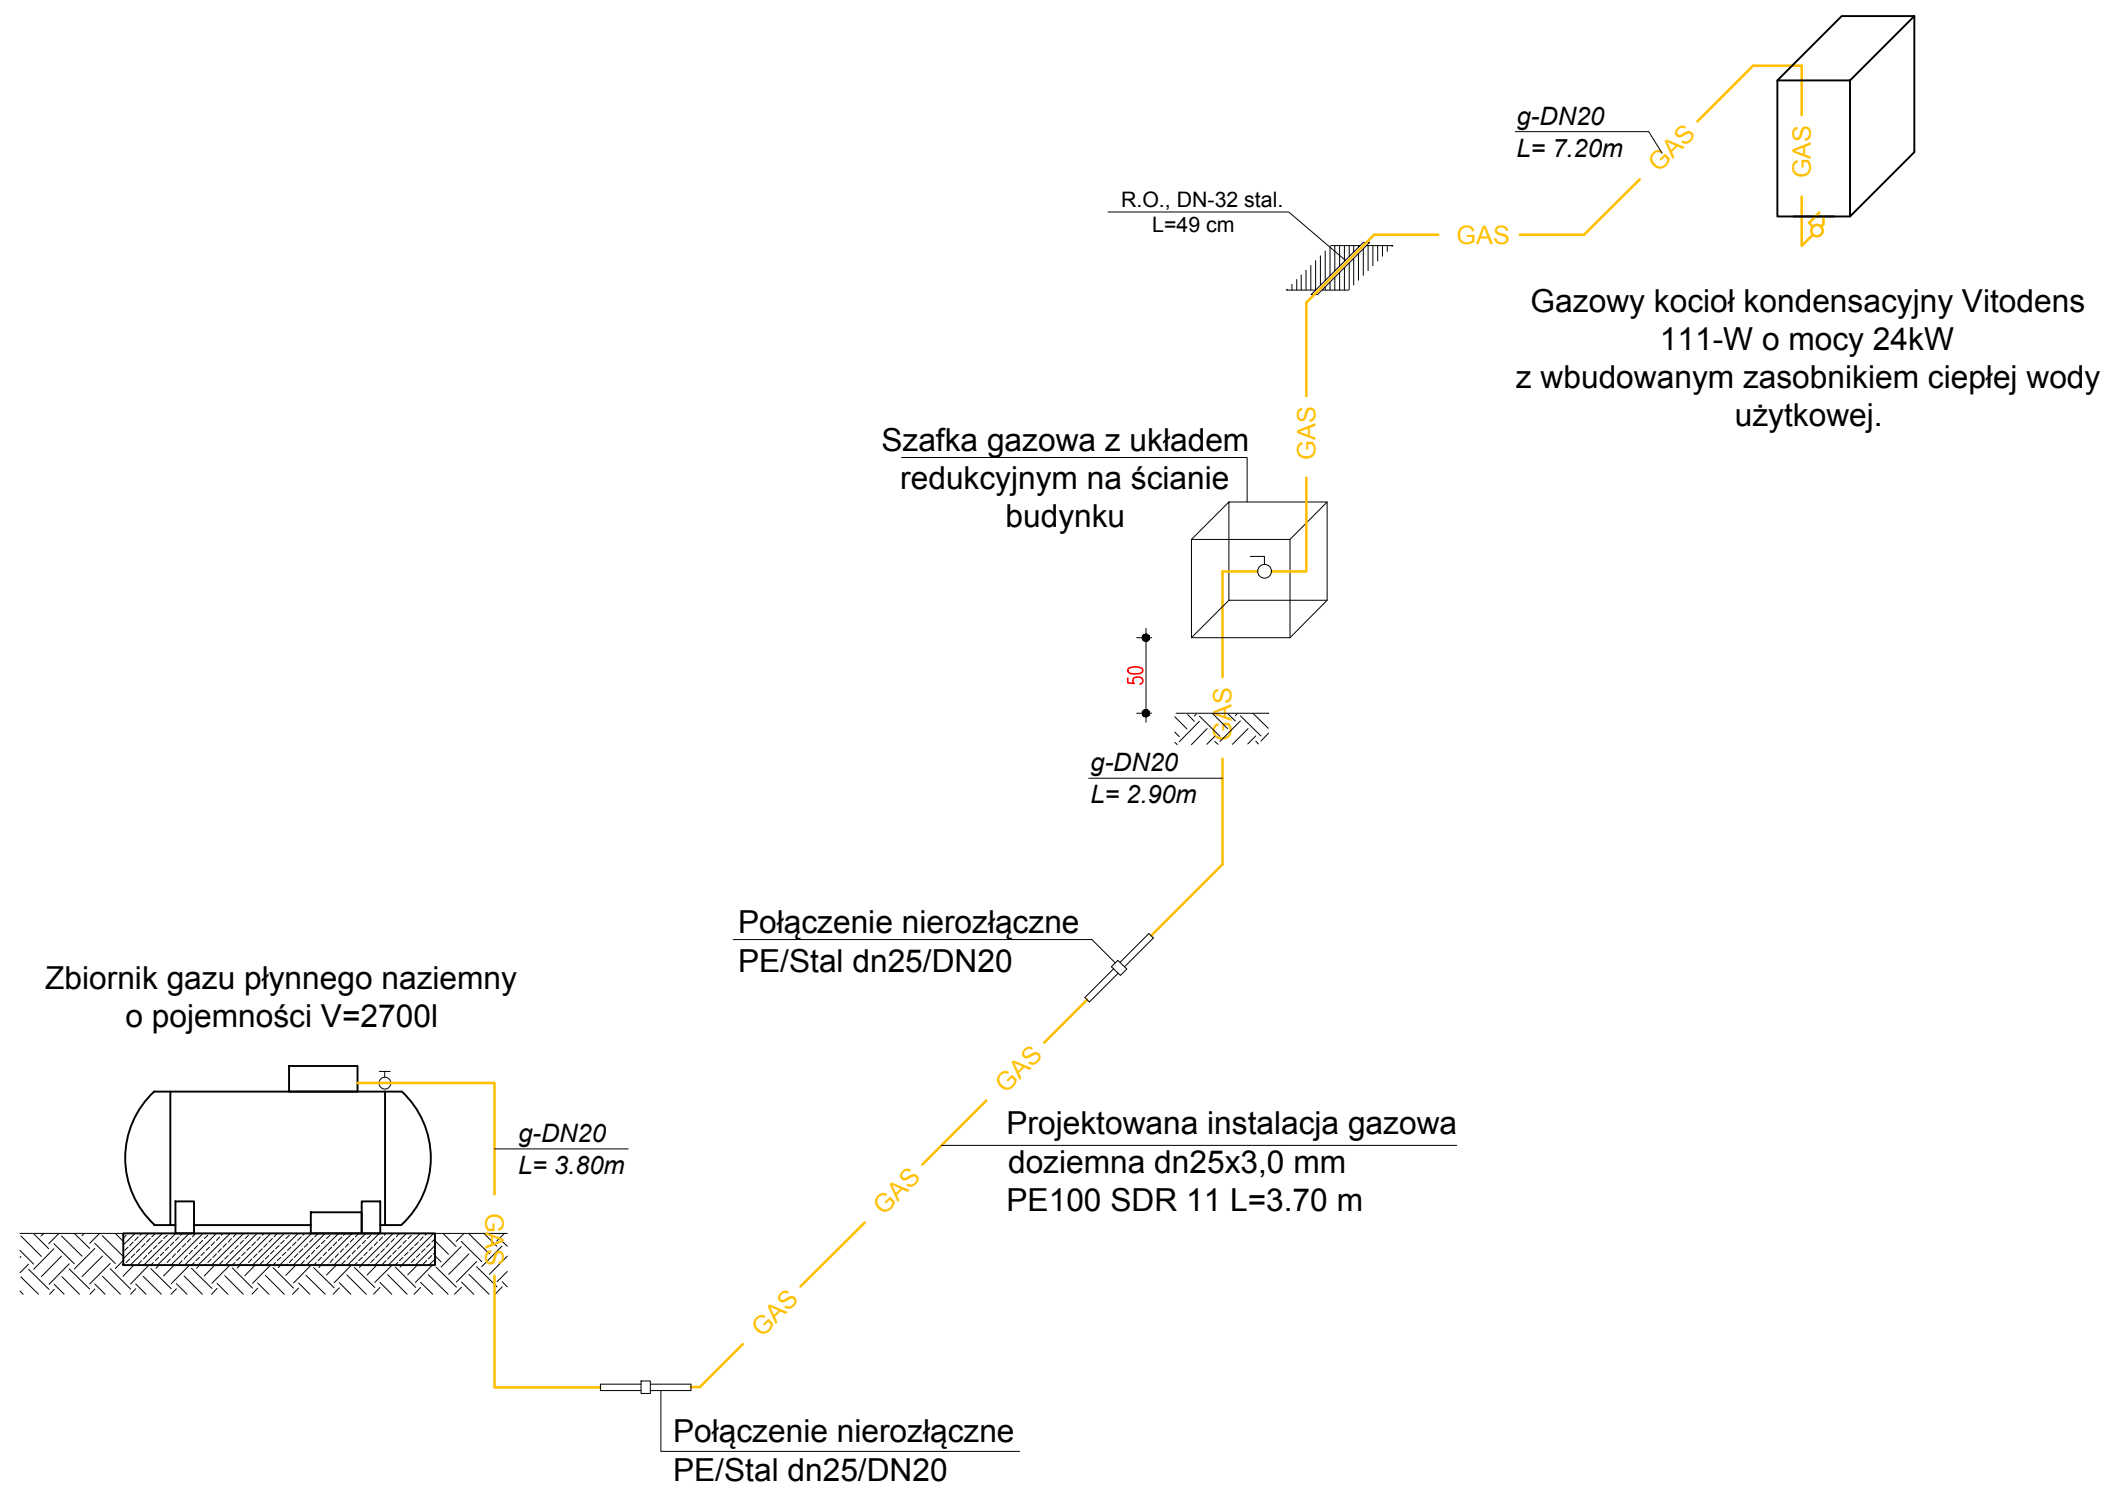 g-DN20
L= 7.20m
GAS
GAS
R.O., DN-32 stal.
L=49 cm
GAS
Gazowy kocioł kondensacyjny Vitodens
111-W o mocy 24kW
z wbudowanym zasobnikiem ciepłej wody
użytkowej.
GAS
Szafka gazowa z układem
redukcyjnym na ścianie
budynku
50
GAS
g-DN20
L= 2.90m
Połączenie nierozłączne
PE/Stal dn25/DN20
Zbiornik gazu płynnego naziemny
o pojemności V=2700l
GAS
g-DN20
L= 3.80m
Projektowana instalacja gazowa
doziemna dn25x3,0 mm
PE100 SDR 11 L=3.70 m
GAS
GAS
GAS
Połączenie nierozłączne
PE/Stal dn25/DN20